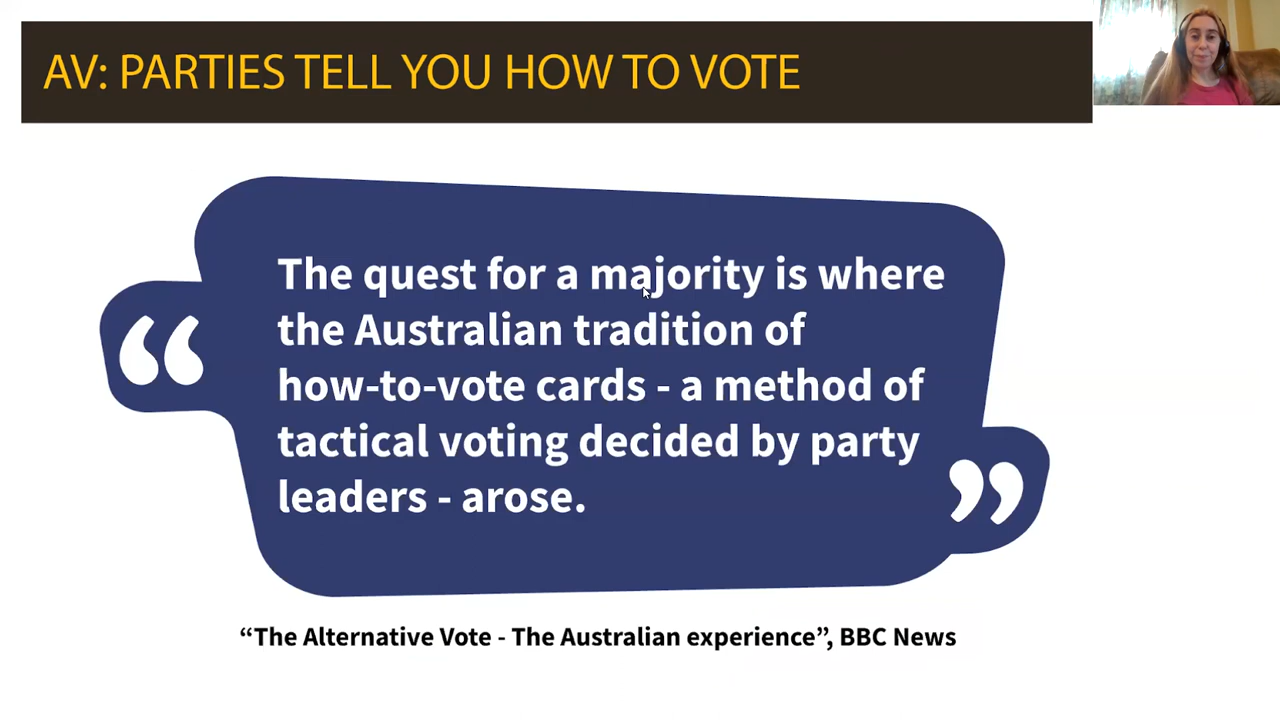 AV: PARTIES TELL YOU HOW TO VOTE
“
The quest for a majority is where
the Australian tradition of
how-to-vote cards - a method of
tactical voting decided by party
leaders - arose.
”
“The Alternative Vote - The Australian experience”, BBC News